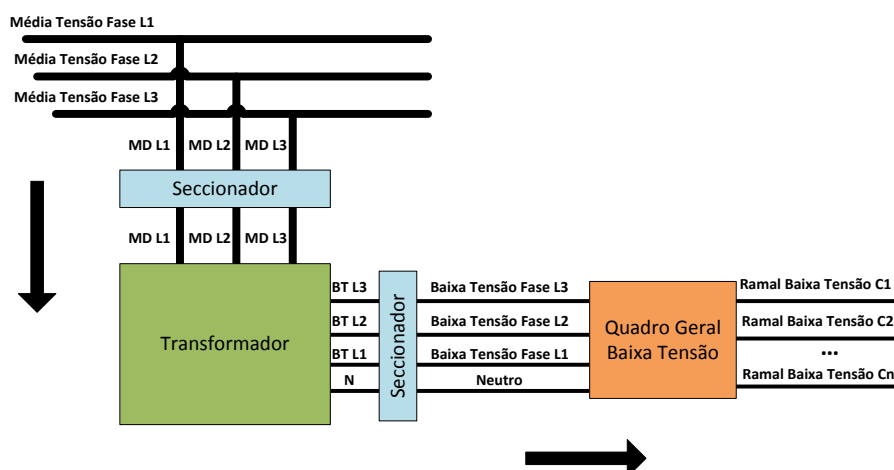 Média Tensão Fase L1
Média Tensão Fase L2
Média Tensão Fase L3
MD L1 MD L2 MD L3
Seccionador
MD L1 MD L2 MD L3
Transformador
BT L3
BT L2
BT L1
N
Seccionador
Baixa Tensão Fase L3
Baixa Tensão Fase L2
Baixa Tensão Fase L1
Neutro
Quadro Geral
Baixa Tensão
Ramal Baixa Tensão C1
Ramal Baixa Tensão C2
...
Ramal Baixa Tensão Cn